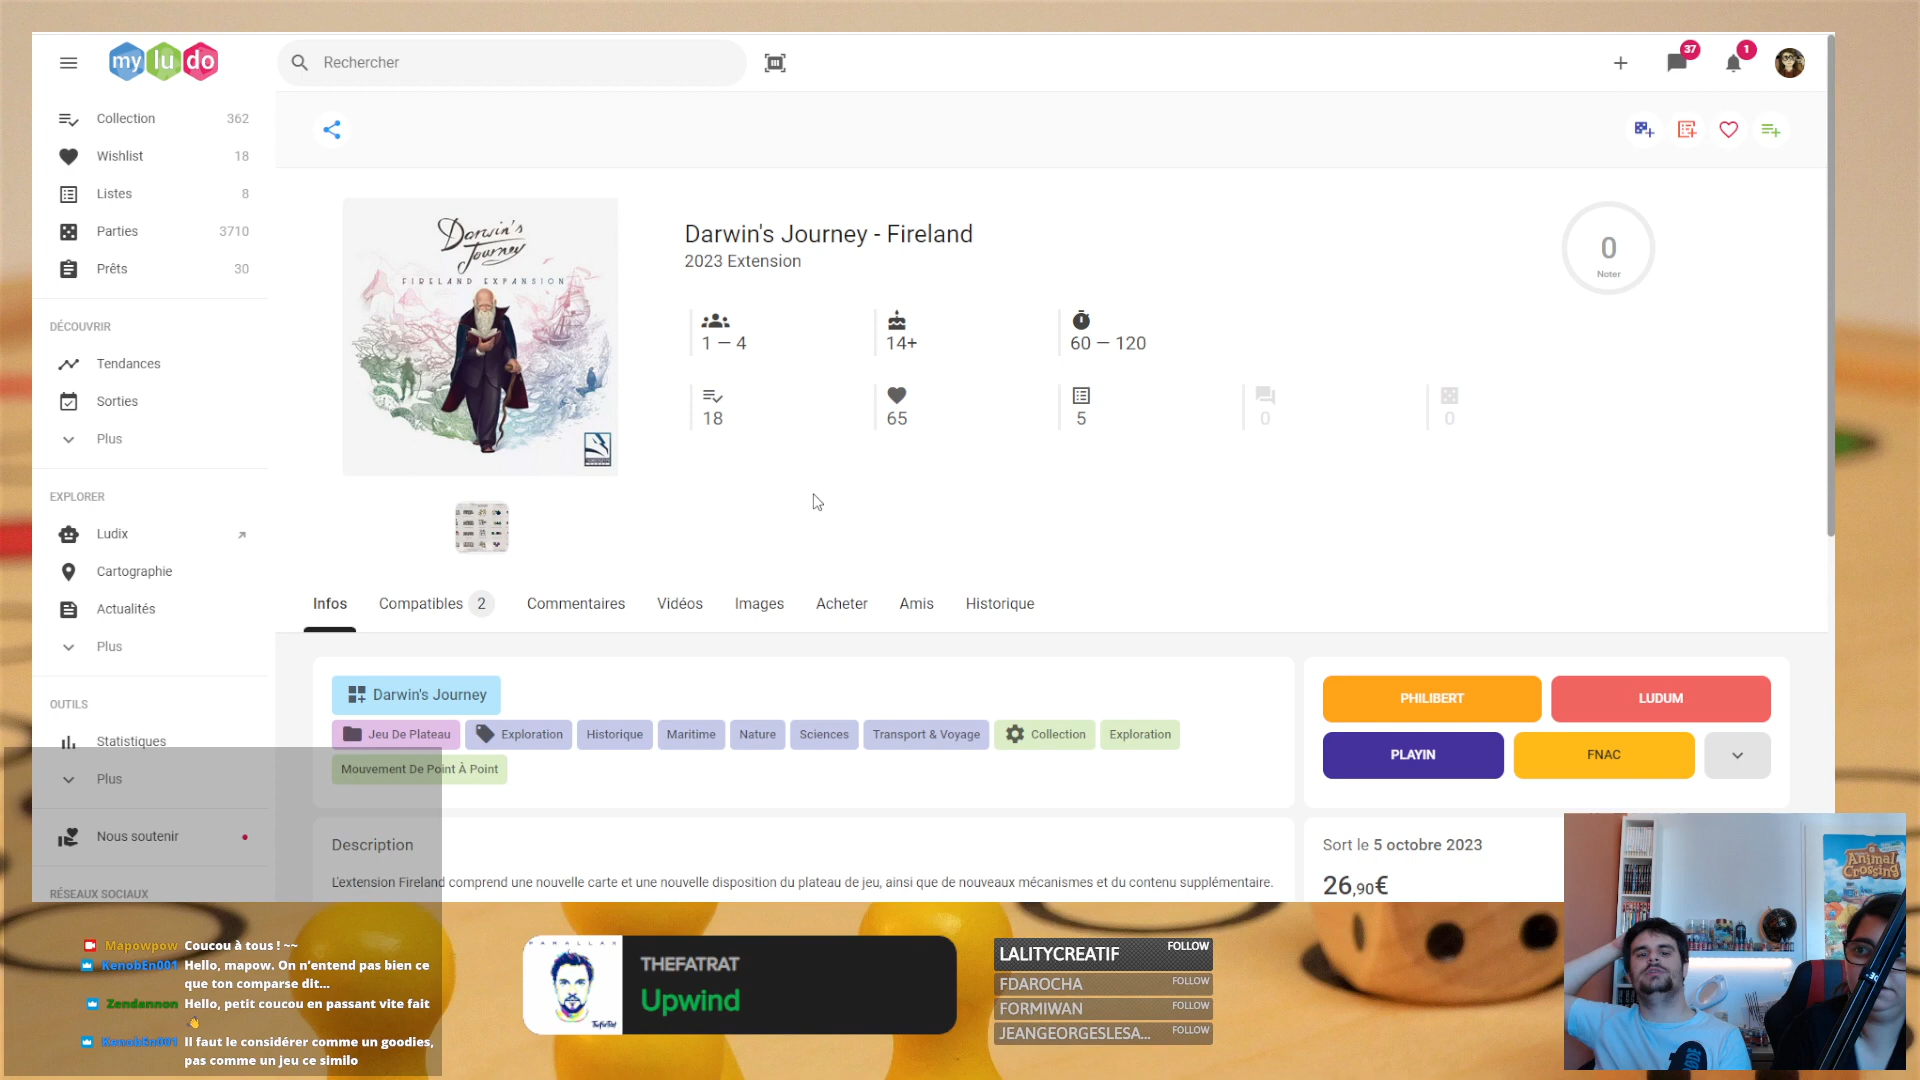 myludo
Rechercher
37
1
Collection 362
Wishlist 18
Listes 8
Parties 3710
Prêts 30
DÉCOUVRIR
Tendances
Sorties
Plus
EXPLORER
Ludix
Cartographie
Actualités
Plus
OUTILS
Statistiques
Plus
Nous soutenir
RÉSEAUX SOCIAUX
Darwin's
Journey
FIRELAND EXPANSION
Darwin's Journey - Fireland
2023 Extension
0
Noter
1 — 4
14+
60 — 120
18
65
5
0
0
Infos
Compatibles 2
Commentaires
Vidéos
Images
Acheter
Amis
Historique
Darwin's Journey
Jeu De Plateau
Exploration
Historique
Maritime
Nature
Sciences
Transport & Voyage
Collection
Exploration
Mouvement De Point À Point
PHILIBERT
LUDUM
PLAYIN
FNAC
Description
L'extension Fireland comprend une nouvelle carte et une nouvelle disposition du plateau de jeu, ainsi que de nouveaux mécanismes et du contenu supplémentaire.
Sort le 5 octobre 2023
26,90€
Mapowpow Coucou à tous ! ~~
KenobEn001 Hello, mapow. On n'entend pas bien ce
que ton comparse dit...
Zendannon Hello, petit coucou en passant vite fait
KenobEn001 Il faut le considérer comme un goodies,
pas comme un jeu ce similo
PARALLAX
TheFatRat
THEFATRAT
Upwind
LALITYCREATIF FOLLOW
FDAROCHA FOLLOW
FORMIWAN FOLLOW
JEANGEORGESLESA... FOLLOW
Animal
Crossing